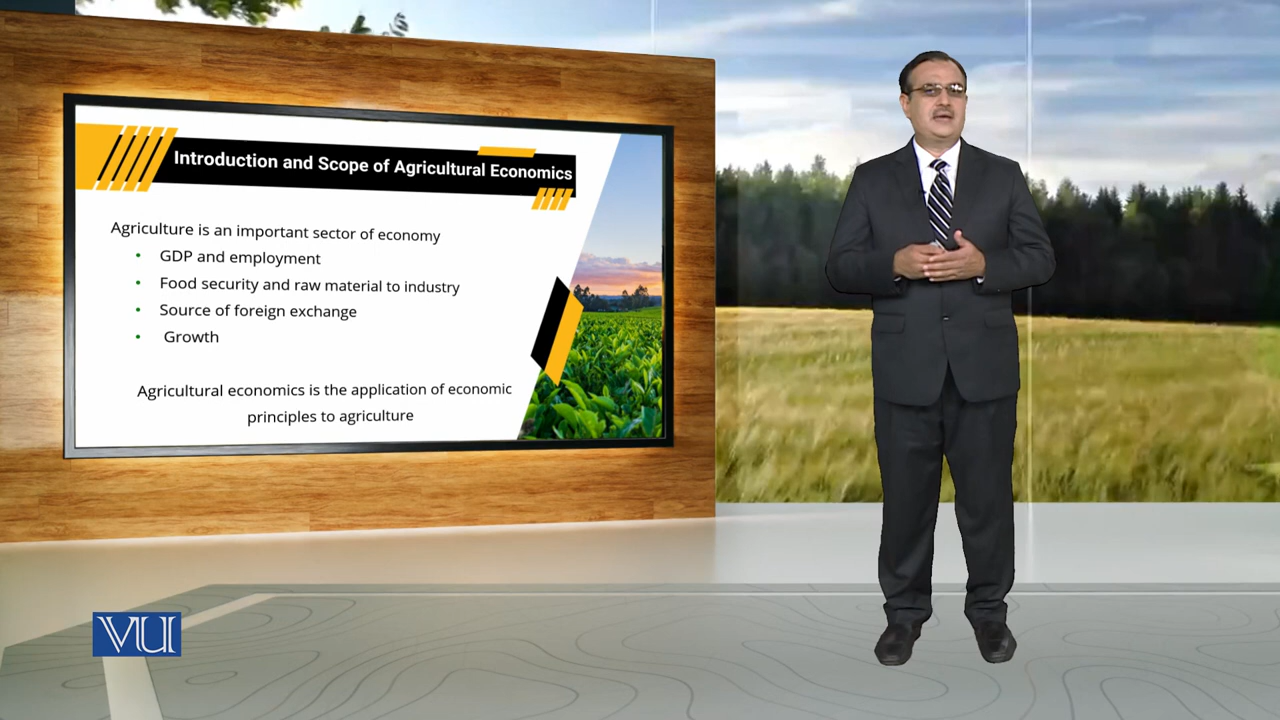 Introduction and Scope of Agricultural Economics
Agriculture is an important sector of economy
• GDP and employment
• Food security and raw material to industry
• Source of foreign exchange
• Growth
Agricultural economics is the application of economic
principles to agriculture
VU